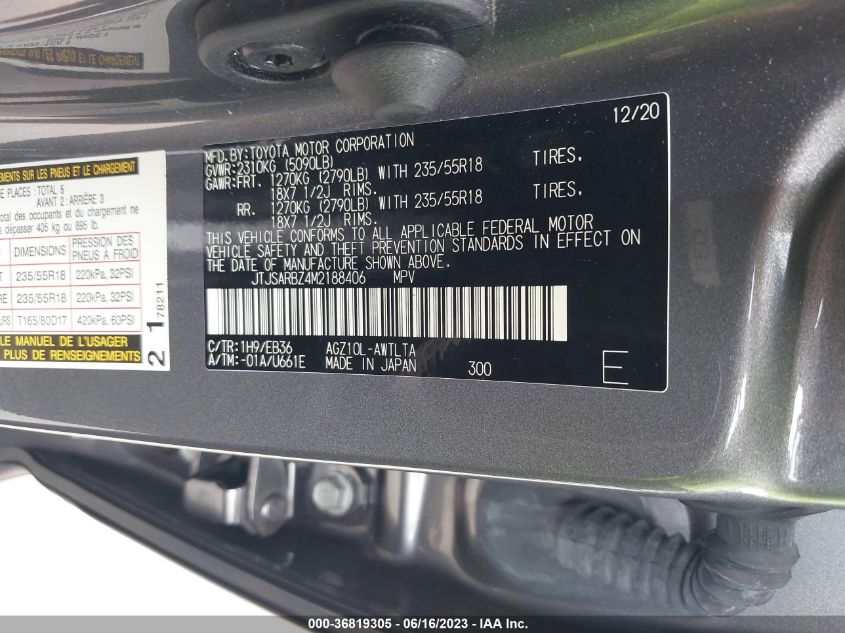 12/20
MFD.BY:TOYOTA MOTOR CORPORATION
GVWR:2310KG (5090LB)
GAWR:FRT. 1270KG (2790LB) WITH 235/55R18 TIRES.
18X7 1/2J RIMS.
RR. 1270KG (2790LB) WITH 235/55R18 TIRES.
18X7 1/2J RIMS.
THIS VEHICLE CONFORMS TO ALL APPLICABLE FEDERAL MOTOR
VEHICLE SAFETY AND THEFT PREVENTION STANDARDS IN EFFECT ON
THE DATE OF MANUFACTURE SHOWN ABOVE.
JTJSARBZ4M2188406 MPV
C/TR:1H9/EB36 AGZ10L-AWTLTA
A/TM:-01A/U661E MADE IN JAPAN 300 E
SUR LES PNEUS ET LE CHARGEMENT
DE PLACES : TOTAL 5
AVANT 2 : ARRIÈRE 3
total des occupants et du chargement ne
dépasser 405 kg ou 895 lb.
DIMENSIONS PRESSION DES
PNEUS À FROID
235/55R18 220kPa, 32PSI
235/55R18 220kPa, 32PSI
T165/80D17 420kPa, 60PSI
LE MANUEL DE L'USAGER
PLUS DE RENSEIGNEMENTS
21 78211
000-36819305 - 06/16/2023 - © IAA Inc.